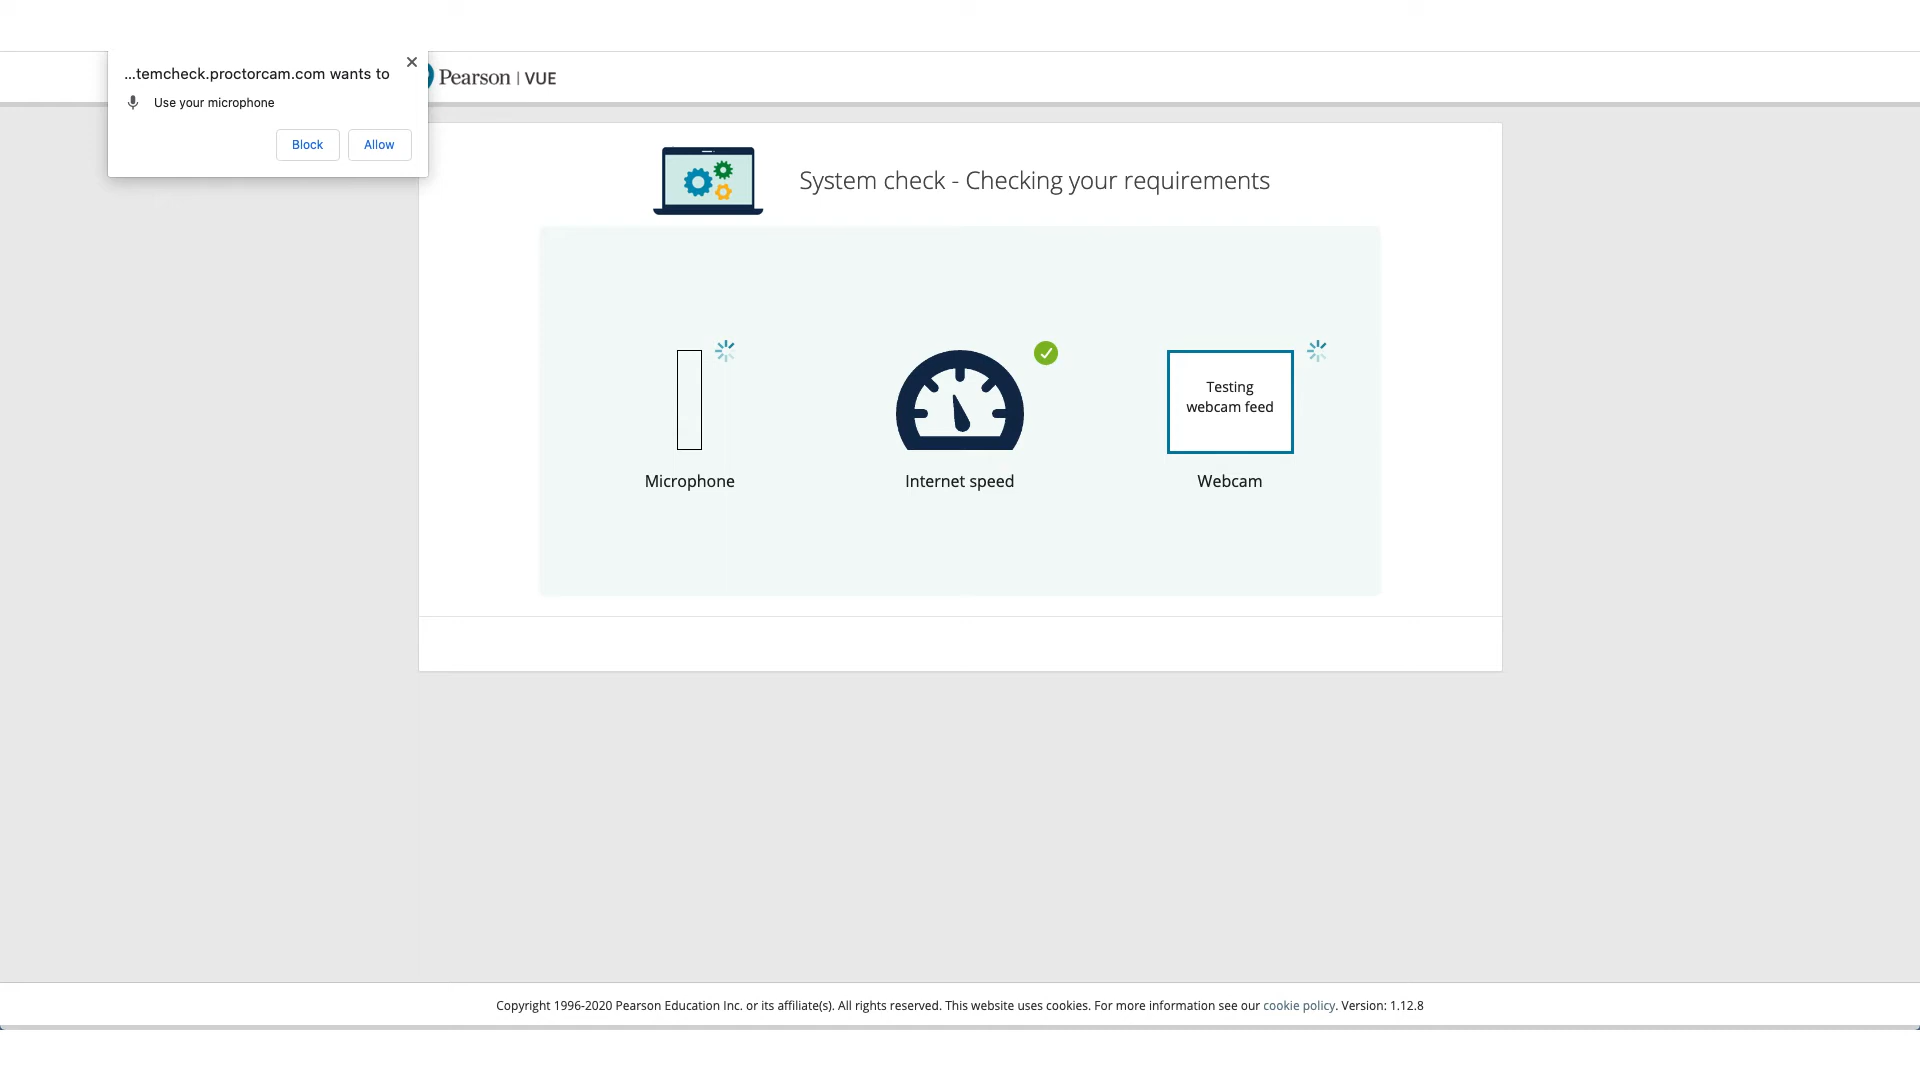 ...temcheck.proctorcam.com wants to
Use your microphone
Block
Allow
Pearson | VUE
System check - Checking your requirements
Testing
webcam feed
Microphone
Internet speed
Webcam
Copyright 1996-2020 Pearson Education Inc. or its affiliate(s). All rights reserved. This website uses cookies. For more information see our cookie policy. Version: 1.12.8